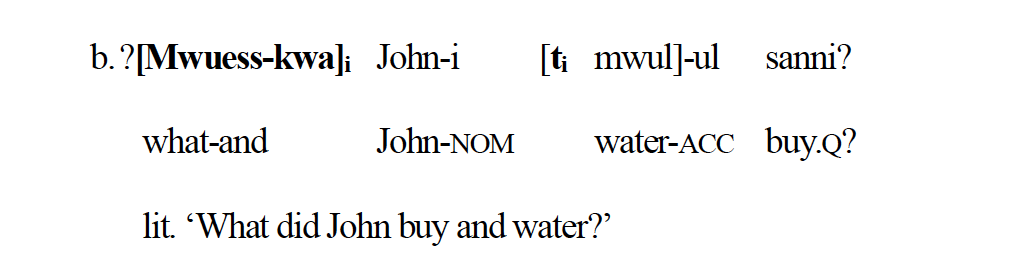 b. ?[Mwuess-kwa]i John-i [ti mwul]-ul sanni?
what-and John-NOM water-ACC buy.Q?
lit. ‘What did John buy and water?’